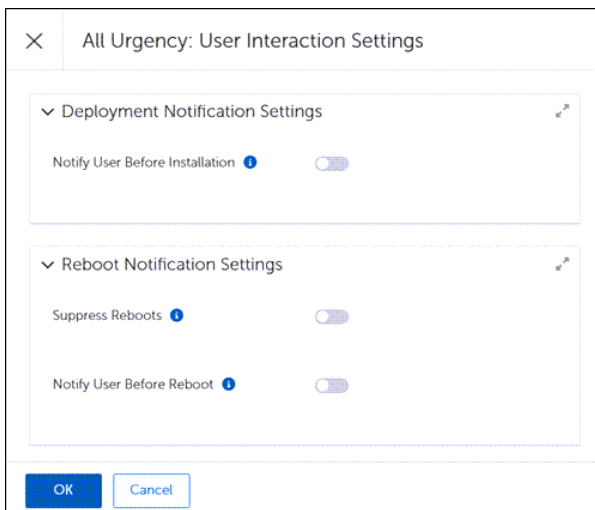 All Urgency: User Interaction Settings
Deployment Notification Settings
Notify User Before Installation
Reboot Notification Settings
Suppress Reboots
Notify User Before Reboot
OK Cancel